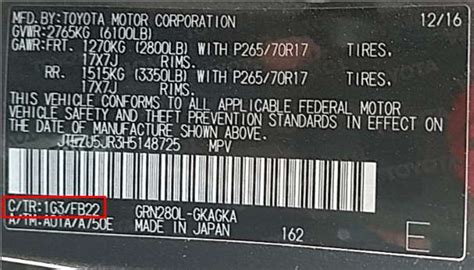 MFD.BY:TOYOTA MOTOR CORPORATION 12/16
GVWR:2765KG (6100LB)
GAWR:FRT. 1270KG (2800LB) WITH P265/70R17 TIRES,
17X7J RIMS.
RR. 1515KG (3350LB) WITH P265/70R17 TIRES,
17X7J RIMS.
THIS VEHICLE CONFORMS TO ALL APPLICABLE FEDERAL MOTOR
VEHICLE SAFETY AND THEFT PREVENTION STANDARDS IN EFFECT
ON THE DATE OF MANUFACTURE SHOWN ABOVE.
JTEZU5JR3H5148725 MPV
C/TR:1G3/FB22 GRN280L-GKAGKA
A/TM:A01A/A750E MADE IN JAPAN 162